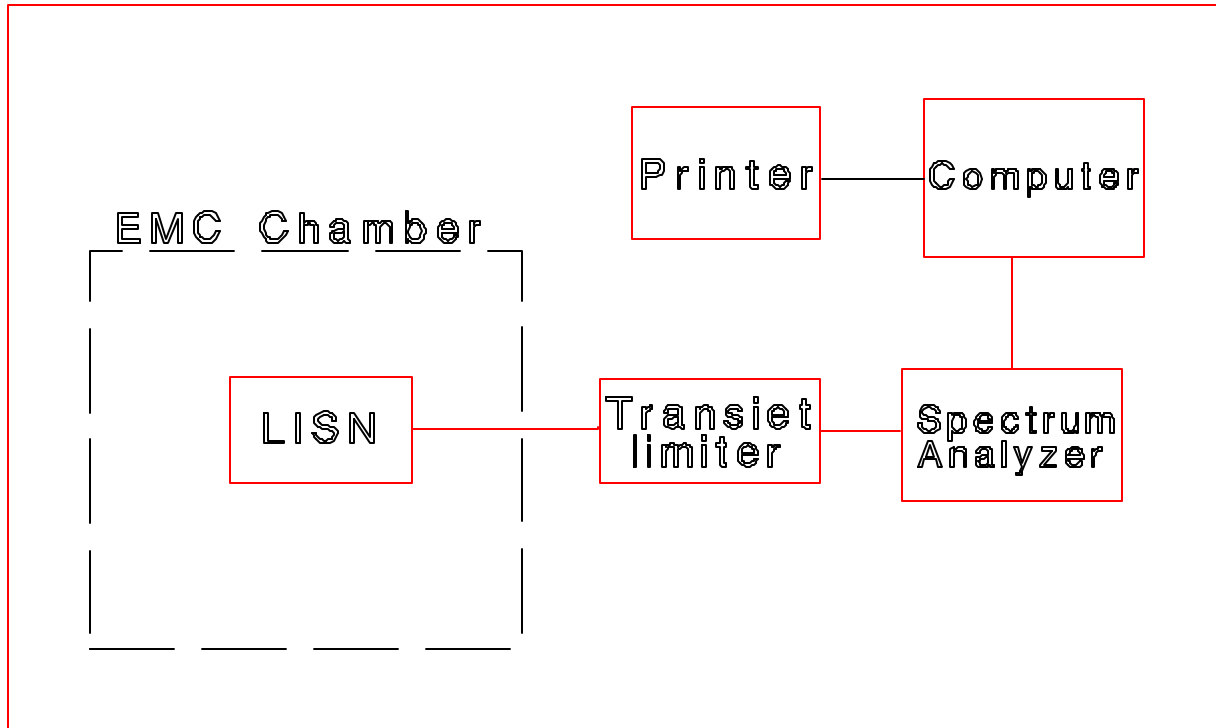 Printer
Computer
EMC Chamber
LISN
Transiet
limiter
Spectrum
Analyzer